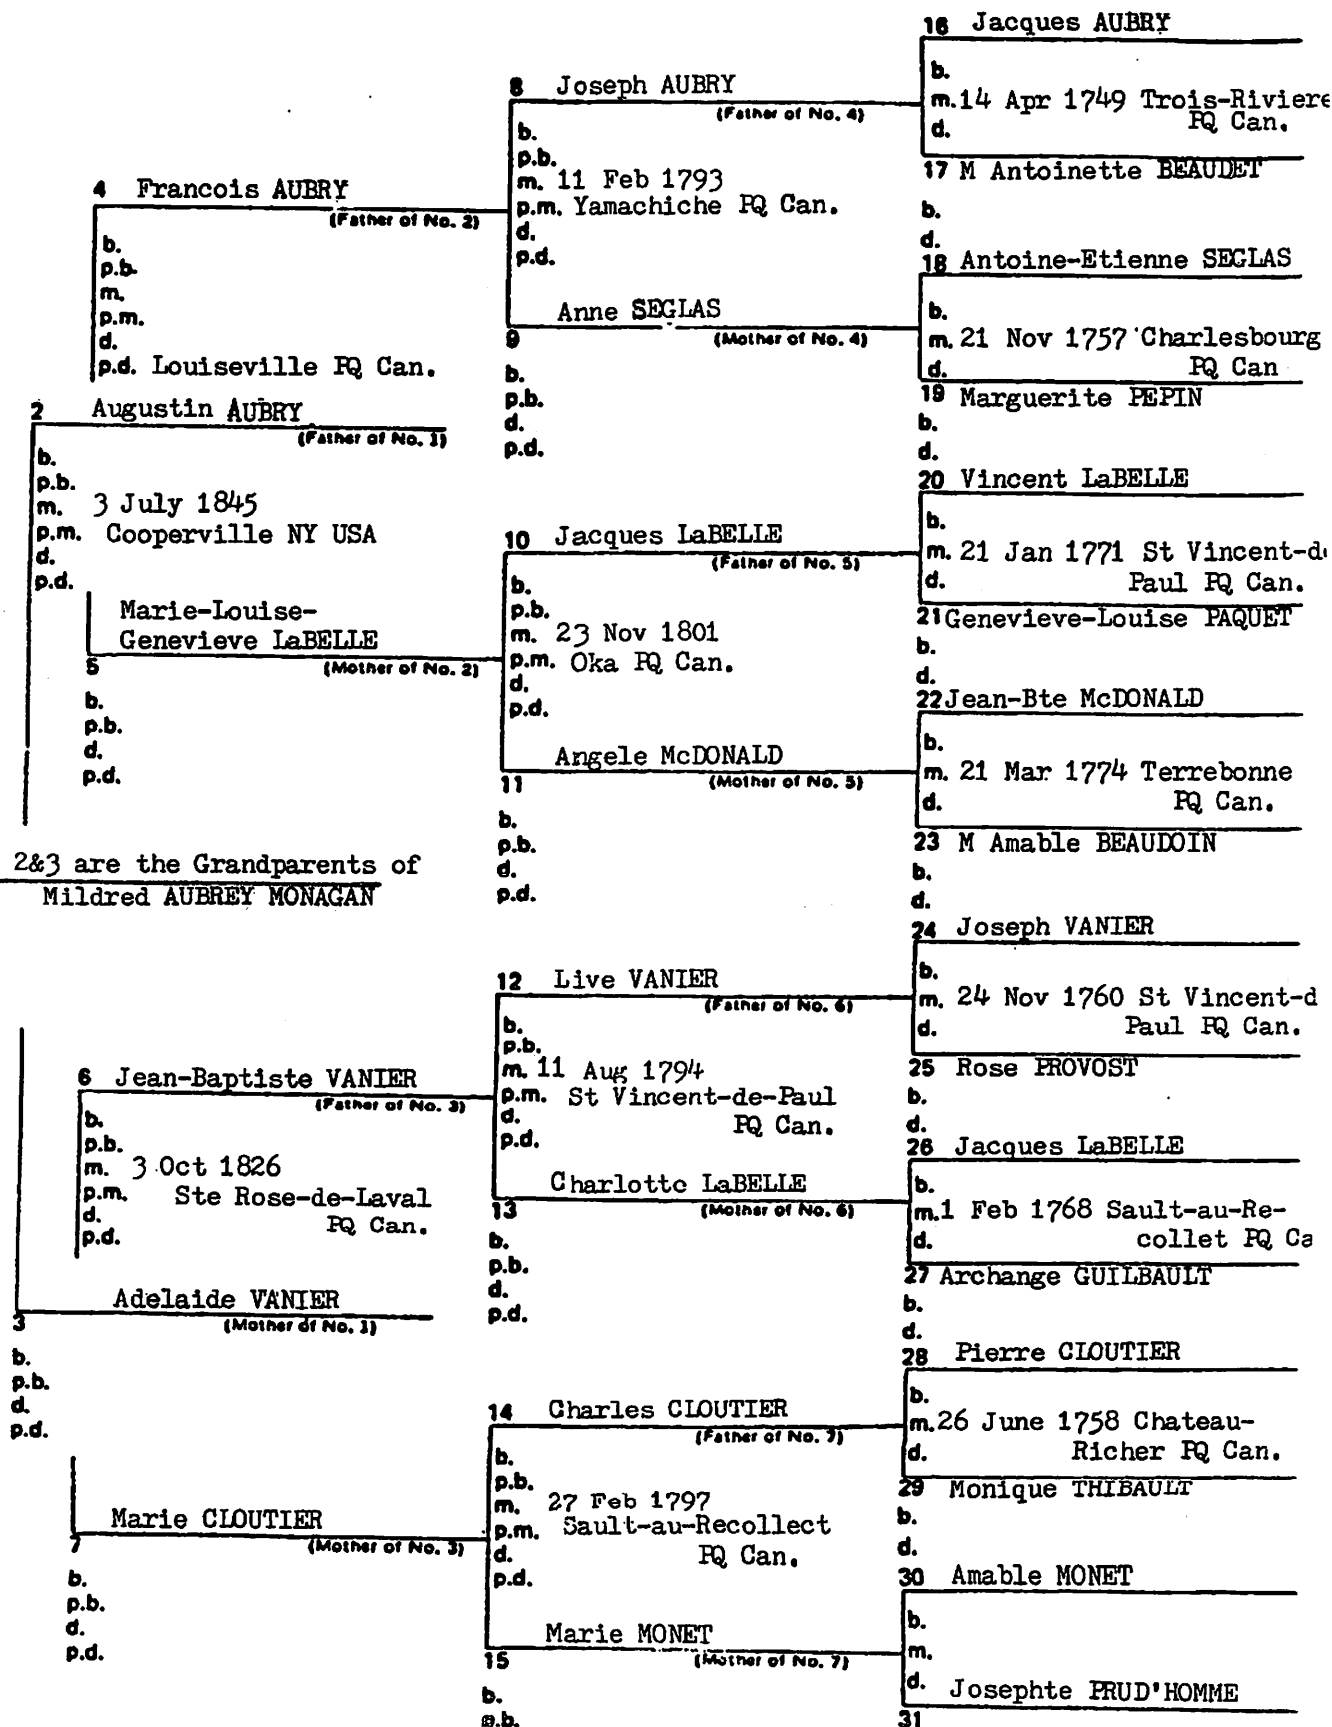 16 Jacques AUBRY
b.
m. 14 Apr 1749 Trois-Riviere
PQ Can.
d.
17 M Antoinette BEAUDET
b.
d.
8 Joseph AUBRY
(Father of No. 4)
b.
p.b.
m. 11 Feb 1793
p.m. Yamachiche PQ Can.
d.
p.d.
4 Francois AUBRY
(Father of No. 2)
b.
p.b.
m.
p.m.
d.
p.d. Louiseville PQ Can.
18 Antoine-Etienne SEGLAS
b.
m. 21 Nov 1757 Charlesbourg
d. PQ Can
19 Marguerite PEPIN
b.
d.
Anne SEGLAS
(Mother of No. 4)
9
b.
p.b.
d.
p.d.
2 Augustin AUBRY
(Father of No. 1)
b.
p.b.
m. 3 July 1845
p.m. Cooperville NY USA
d.
p.d.
20 Vincent LaBELLE
b.
m. 21 Jan 1771 St Vincent-d
d. Paul PQ Can.
21 Genevieve-Louise PAQUET
b.
d.
10 Jacques LaBELLE
(Father of No. 5)
b.
p.b.
m. 23 Nov 1801
p.m. Oka PQ Can.
d.
p.d.
Marie-Louise-
Genevieve LaBELLE
(Mother of No. 2)
5
b.
p.b.
d.
p.d.
22 Jean-Bte McDONALD
b.
m. 21 Mar 1774 Terrebonne
d. PQ Can.
23 M Amable BEAUDOIN
b.
d.
Angele McDONALD
(Mother of No. 5)
11
b.
p.b.
d.
p.d.
2&3 are the Grandparents of
Mildred AUBREY MONAGAN
24 Joseph VANIER
b.
m. 24 Nov 1760 St Vincent-d
d. Paul PQ Can.
25 Rose PROVOST
b.
d.
12 Live VANIER
(Father of No. 6)
b.
p.b.
m. 11 Aug 1794
p.m. St Vincent-de-Paul
d. PQ Can.
p.d.
6 Jean-Baptiste VANIER
(Father of No. 3)
b.
p.b.
m. 3 Oct 1826
p.m. Ste Rose-de-Laval
d. PQ Can.
p.d.
26 Jacques LaBELLE
b.
m. 1 Feb 1768 Sault-au-Re-
d. collet PQ Ca
27 Archange GUILBAULT
b.
d.
Charlotte LaBELLE
(Mother of No. 6)
13
b.
p.b.
d.
p.d.
Adelaide VANIER
(Mother of No. 1)
3
b.
p.b.
d.
p.d.
28 Pierre CLOUTIER
b.
m. 26 June 1758 Chateau-
d. Richer PQ Can.
29 Monique THIBAULT
b.
d.
14 Charles CLOUTIER
(Father of No. 7)
b.
p.b.
m. 27 Feb 1797
p.m. Sault-au-Recollect
d. PQ Can.
p.d.
Marie CLOUTIER
(Mother of No. 3)
7
b.
p.b.
d.
p.d.
30 Amable MONET
b.
m.
d.
Josephte PRUD'HOMME
31
Marie MONET
(Mother of No. 7)
15
b.
p.b.